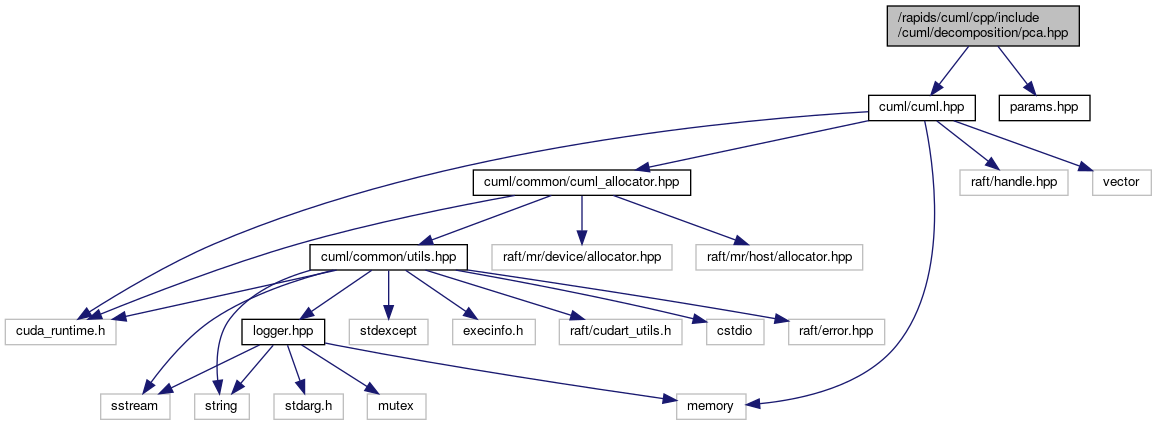 /rapids/cuml/cpp/include
/cuml/decomposition/pca.hpp
cuml/cuml.hpp
params.hpp
cuml/common/cuml_allocator.hpp
raft/handle.hpp
vector
cuml/common/utils.hpp
raft/mr/device/allocator.hpp
raft/mr/host/allocator.hpp
cuda_runtime.h
logger.hpp
stdexcept
execinfo.h
raft/cudart_utils.h
cstdio
raft/error.hpp
sstream
string
stdarg.h
mutex
memory